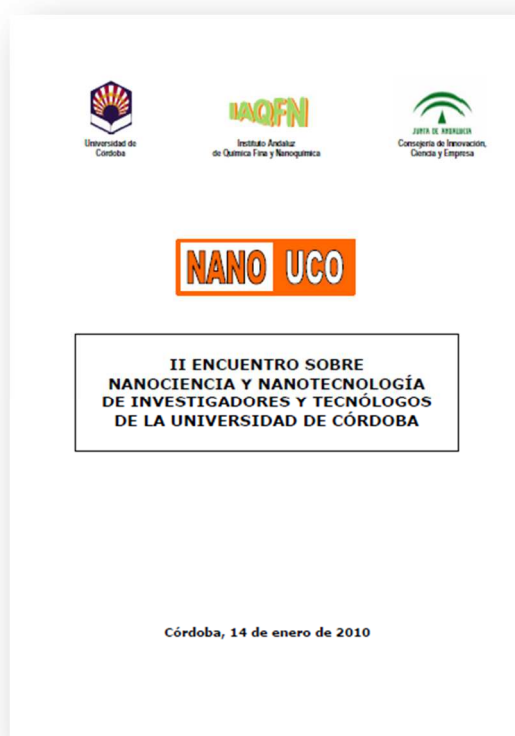 Universidad de
Córdoba
IAQFN
Instituto Andaluz
de Química Fina y Nanoquímica
JUNTA DE ANDALUCIA
Consejería de Innovación,
Ciencia y Empresa
NANO UCO
II ENCUENTRO SOBRE
NANOCIENCIA Y NANOTECNOLOGÍA
DE INVESTIGADORES Y TECNÓLOGOS
DE LA UNIVERSIDAD DE CÓRDOBA
Córdoba, 14 de enero de 2010